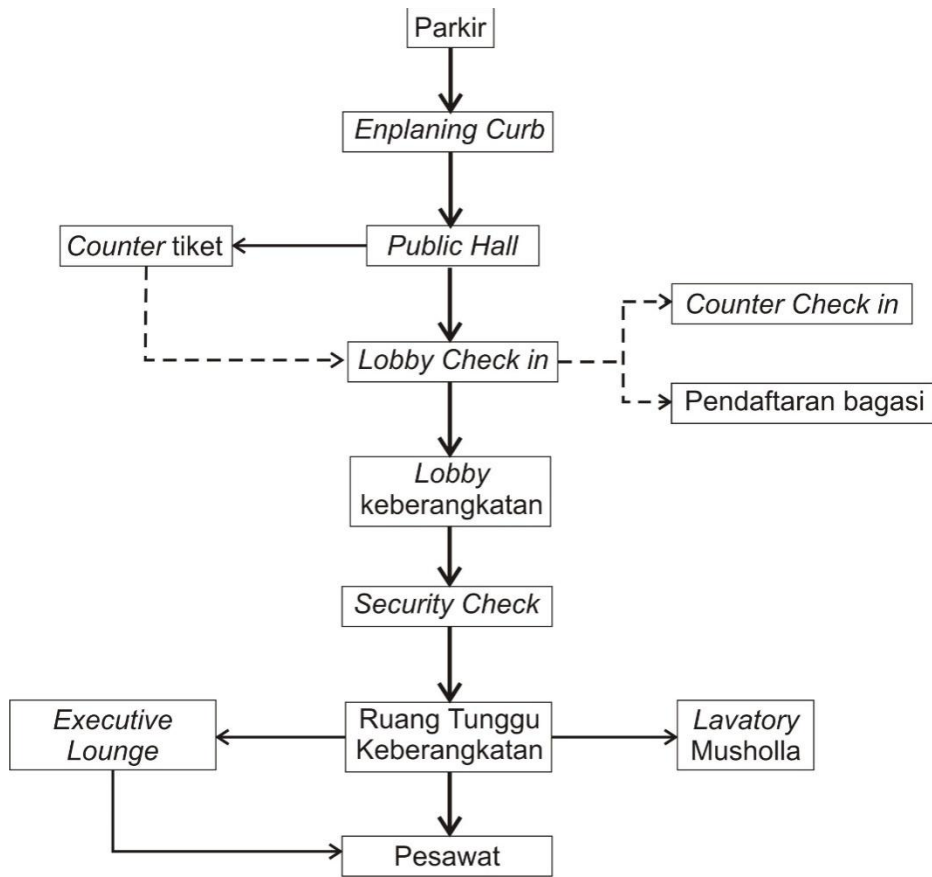 Parkir
Enplaning Curb
Counter tiket
Public Hall
Counter Check in
Lobby Check in
Pendaftaran bagasi
Lobby
keberangkatan
Security Check
Executive
Lounge
Ruang Tunggu
Keberangkatan
Lavatory
Musholla
Pesawat